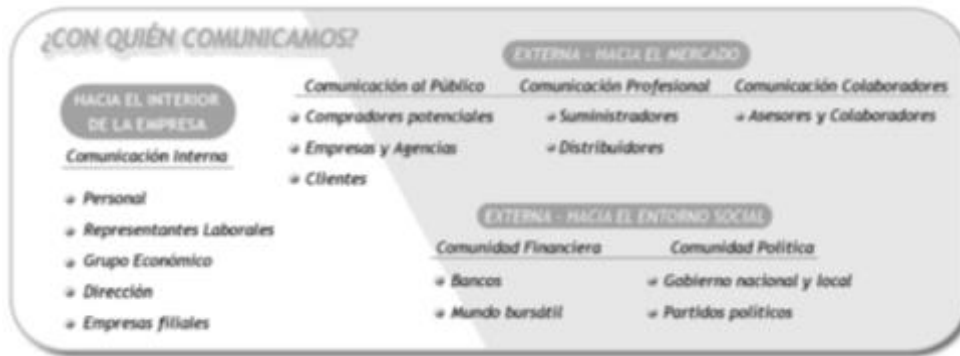 ¿CON QUIÉN COMUNICAMOS?
HACIA EL INTERIOR
DE LA EMPRESA
Comunicación Interna
Personal
Representantes Laborales
Grupo Económico
Dirección
Empresas filiales
EXTERNA - HACIA EL MERCADO
Comunicación al Público
Compradores potenciales
Empresas y Agencias
Clientes
Comunicación Profesional
Suministradores
Distribuidores
Comunicación Colaboradores
Asesores y Colaboradores
EXTERNA - HACIA EL ENTORNO SOCIAL
Comunidad Financiera
Bancos
Mundo bursátil
Comunidad Política
Gobierno nacional y local
Partidos políticos